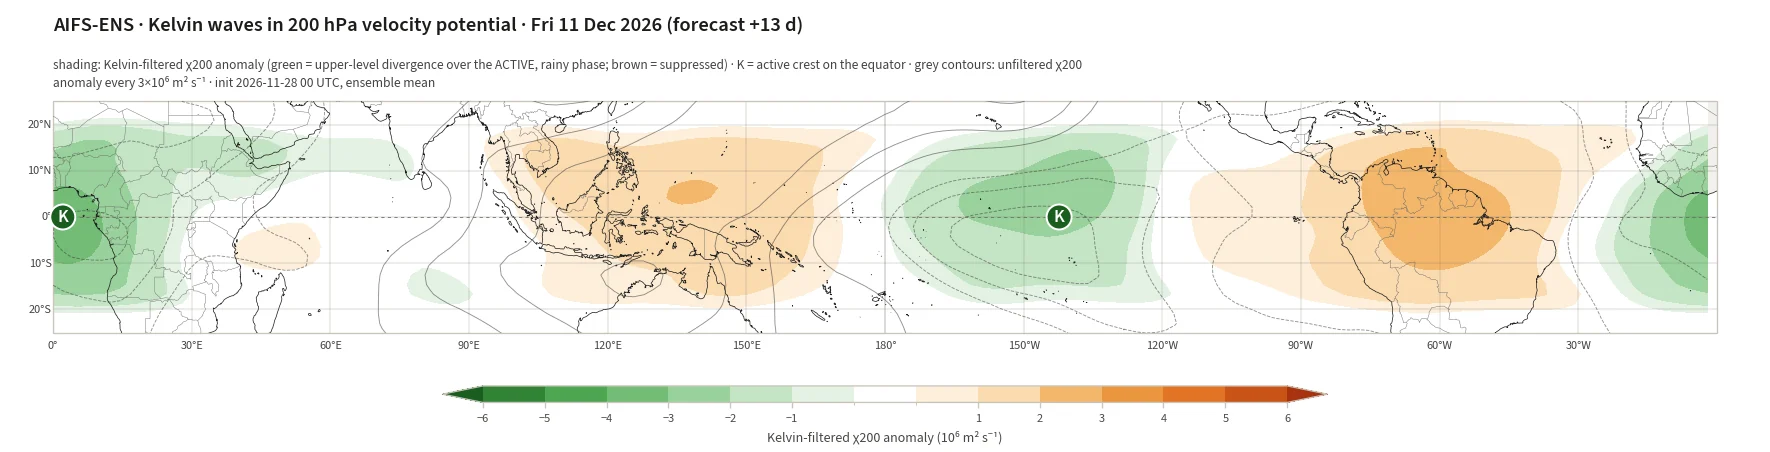 AIFS-ENS · Kelvin waves in 200 hPa velocity potential · Fri 11 Dec 2026 (forecast +13 d)
shading: Kelvin-filtered χ200 anomaly (green = upper-level divergence over the ACTIVE, rainy phase; brown = suppressed) · K = active crest on the equator · grey contours: unfiltered χ200
anomaly every 3×10⁶ m² s⁻¹ · init 2026-11-28 00 UTC, ensemble mean
20°N
10°N
0°
10°S
20°S
K
K
0° 30°E 60°E 90°E 120°E 150°E 180° 150°W 120°W 90°W 60°W 30°W
−6 −5 −4 −3 −2 −1 1 2 3 4 5 6
Kelvin-filtered χ200 anomaly (10⁶ m² s⁻¹)